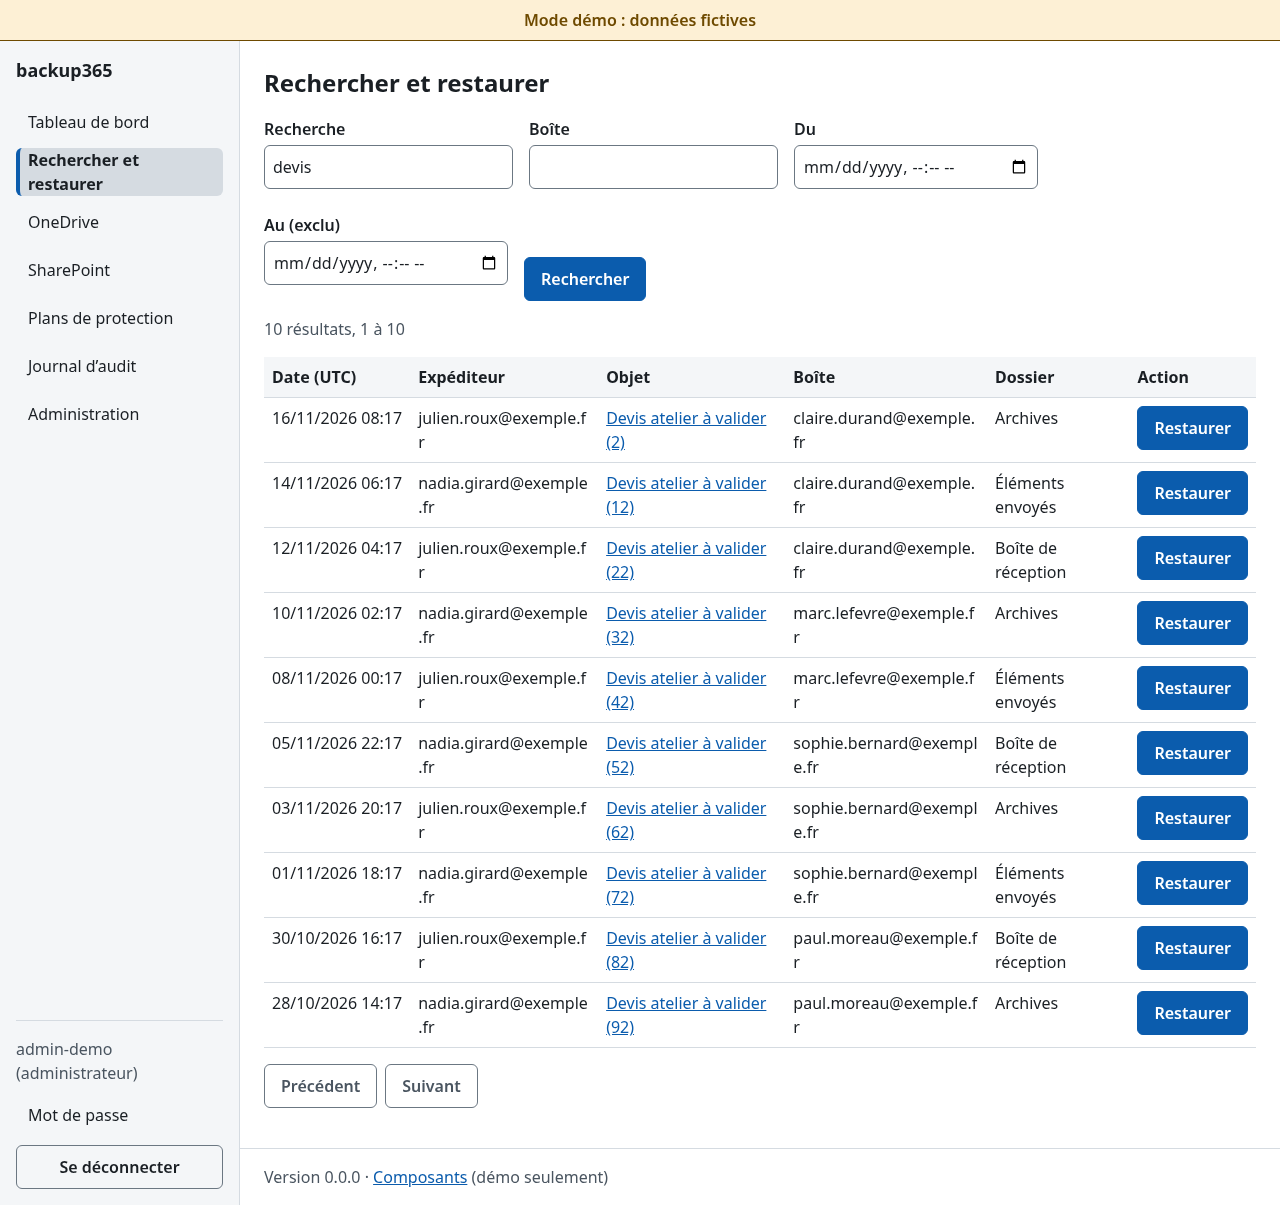 Mode démo : données fictives
backup365
Tableau de bord
Rechercher et
restaurer
OneDrive
SharePoint
Plans de protection
Journal d’audit
Administration
admin-demo
(administrateur)
Mot de passe
Se déconnecter
Rechercher et restaurer
Recherche
Boîte
Du
devis
mm/dd/yyyy, --:-- --
Au (exclu)
mm/dd/yyyy, --:-- --
Rechercher
10 résultats, 1 à 10
Date (UTC) Expéditeur Objet Boîte Dossier Action
16/11/2026 08:17 julien.roux@exemple.f Devis atelier à valider claire.durand@exemple. Archives Restaurer
r (2) fr
14/11/2026 06:17 nadia.girard@exemple Devis atelier à valider claire.durand@exemple. Éléments Restaurer
.fr (12) fr envoyés
12/11/2026 04:17 julien.roux@exemple.f Devis atelier à valider claire.durand@exemple. Boîte de Restaurer
r (22) fr réception
10/11/2026 02:17 nadia.girard@exemple Devis atelier à valider marc.lefevre@exemple.f Archives Restaurer
.fr (32) r
08/11/2026 00:17 julien.roux@exemple.f Devis atelier à valider marc.lefevre@exemple.f Éléments Restaurer
r (42) r envoyés
05/11/2026 22:17 nadia.girard@exemple Devis atelier à valider sophie.bernard@exempl Boîte de Restaurer
.fr (52) e.fr réception
03/11/2026 20:17 julien.roux@exemple.f Devis atelier à valider sophie.bernard@exempl Archives Restaurer
r (62) e.fr
01/11/2026 18:17 nadia.girard@exemple Devis atelier à valider sophie.bernard@exempl Éléments Restaurer
.fr (72) e.fr envoyés
30/10/2026 16:17 julien.roux@exemple.f Devis atelier à valider paul.moreau@exemple.f Boîte de Restaurer
r (82) r réception
28/10/2026 14:17 nadia.girard@exemple Devis atelier à valider paul.moreau@exemple.f Archives Restaurer
.fr (92) r
Précédent Suivant
Version 0.0.0 · Composants (démo seulement)